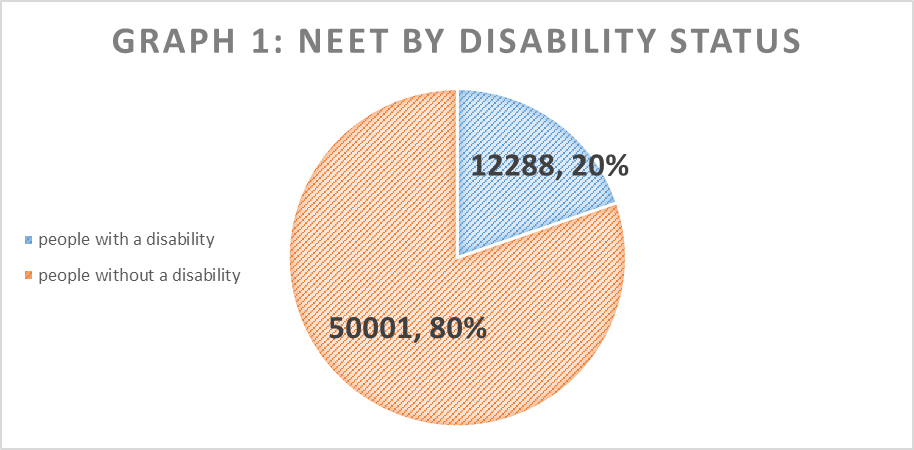 GRAPH 1: NEET BY DISABILITY STATUS
12288, 20%
people with a disability
people without a disability
50001, 80%